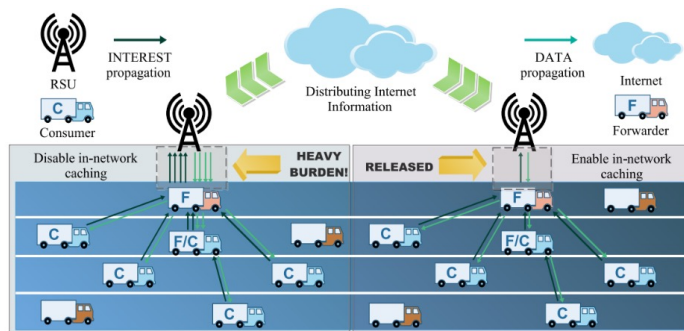 INTEREST
propagation
RSU
C
Consumer
Distributing Internet
Information
DATA
propagation
Internet
F
Forwarder
Disable in-network
caching
HEAVY
BURDEN!
RELEASED
Enable in-network
caching
F
C
F/C
C
C
C
F
C
F/C
C
C
C